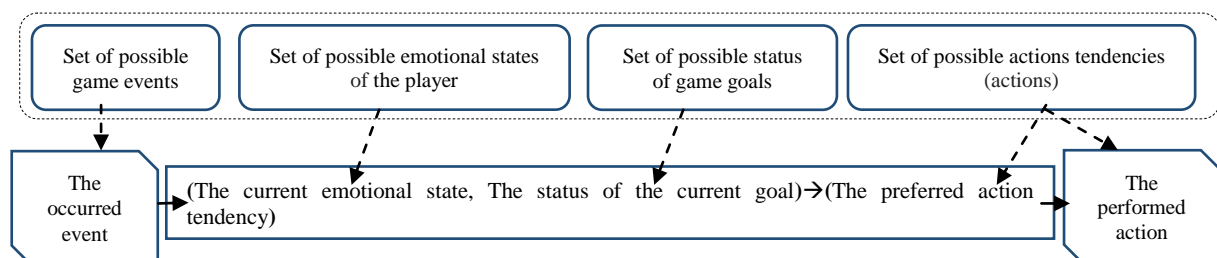 Set of possible
game events
Set of possible emotional states
of the player
Set of possible status
of game goals
Set of possible actions tendencies
(actions)
The
occurred
event
(The current emotional state, The status of the current goal)→(The preferred action
tendency)
The
performed
action